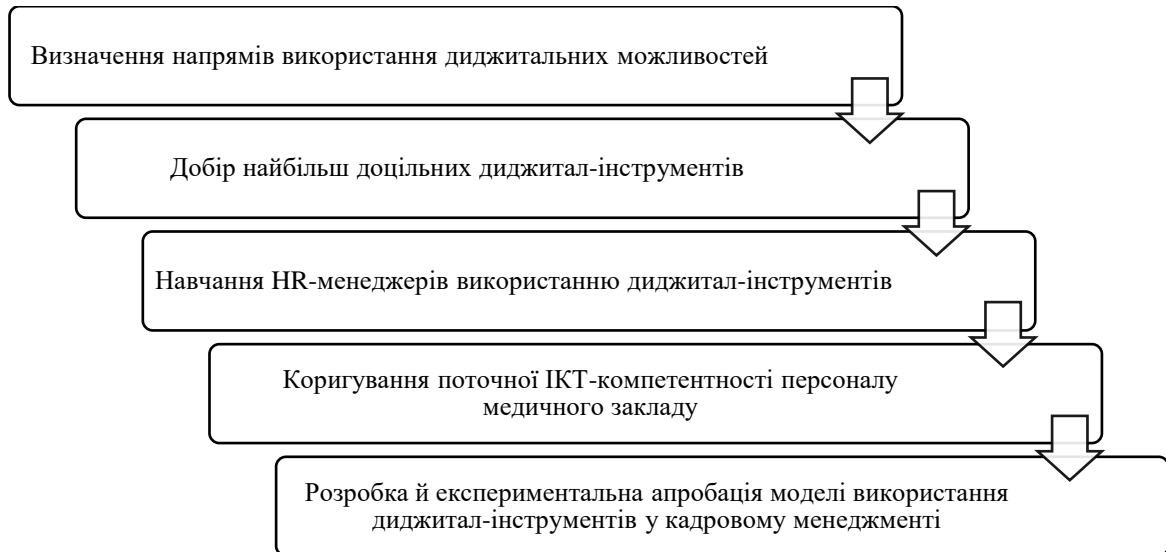 Визначення напрямів використання диджитальних можливостей
Добір найбільш доцільних диджитал-інструментів
Навчання HR-менеджерів використанню диджитал-інструментів
Коригування поточної ІКТ-компетентності персоналу
медичного закладу
Розробка й експериментальна апробація моделі використання
диджитал-інструментів у кадровому менеджменті